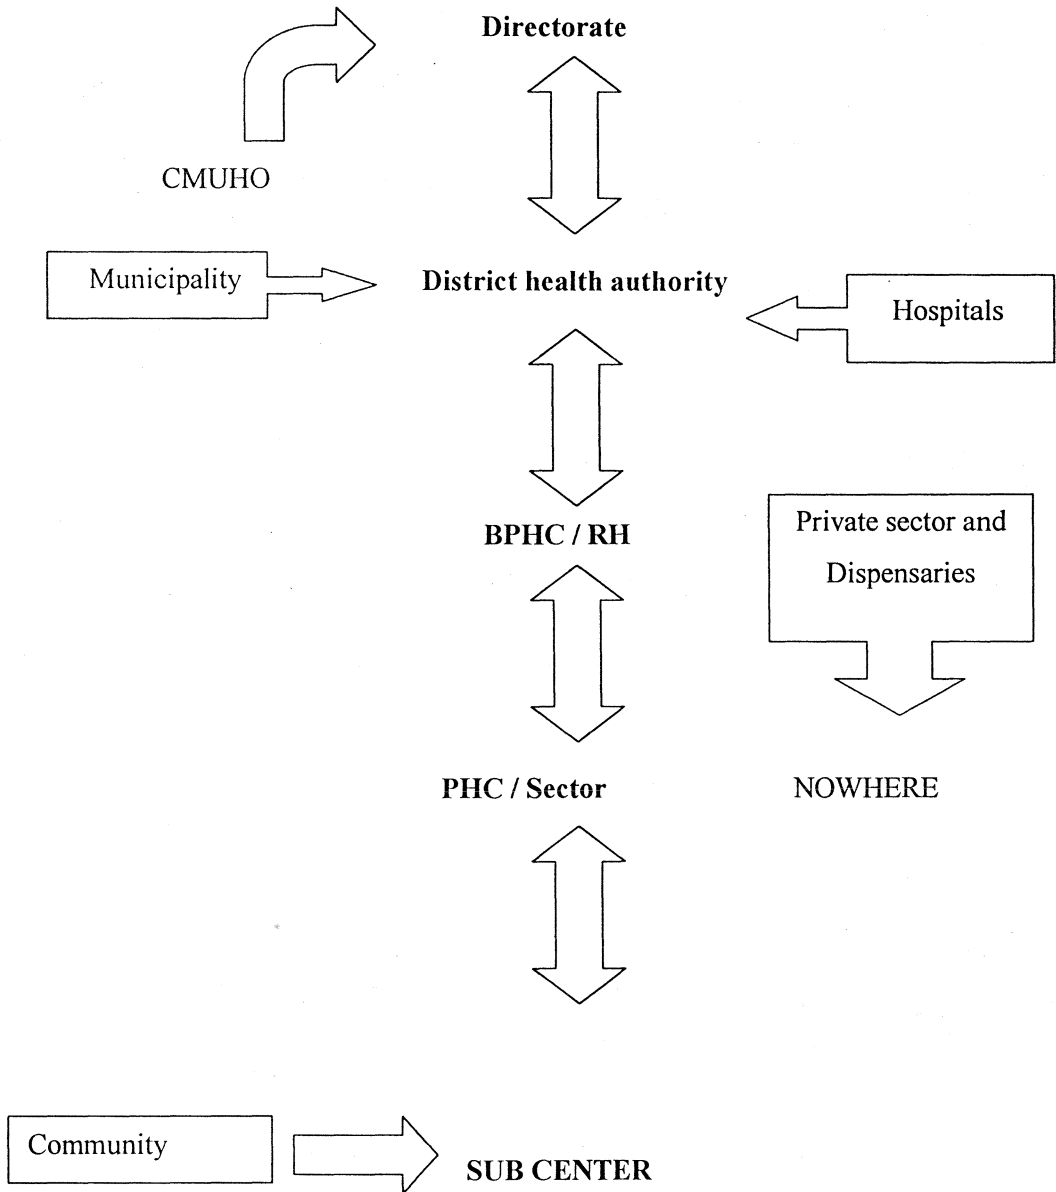 Directorate
CMUHO
Municipality
District health authority
Hospitals
BPHC / RH
Private sector and
Dispensaries
PHC / Sector
NOWHERE
Community
SUB CENTER